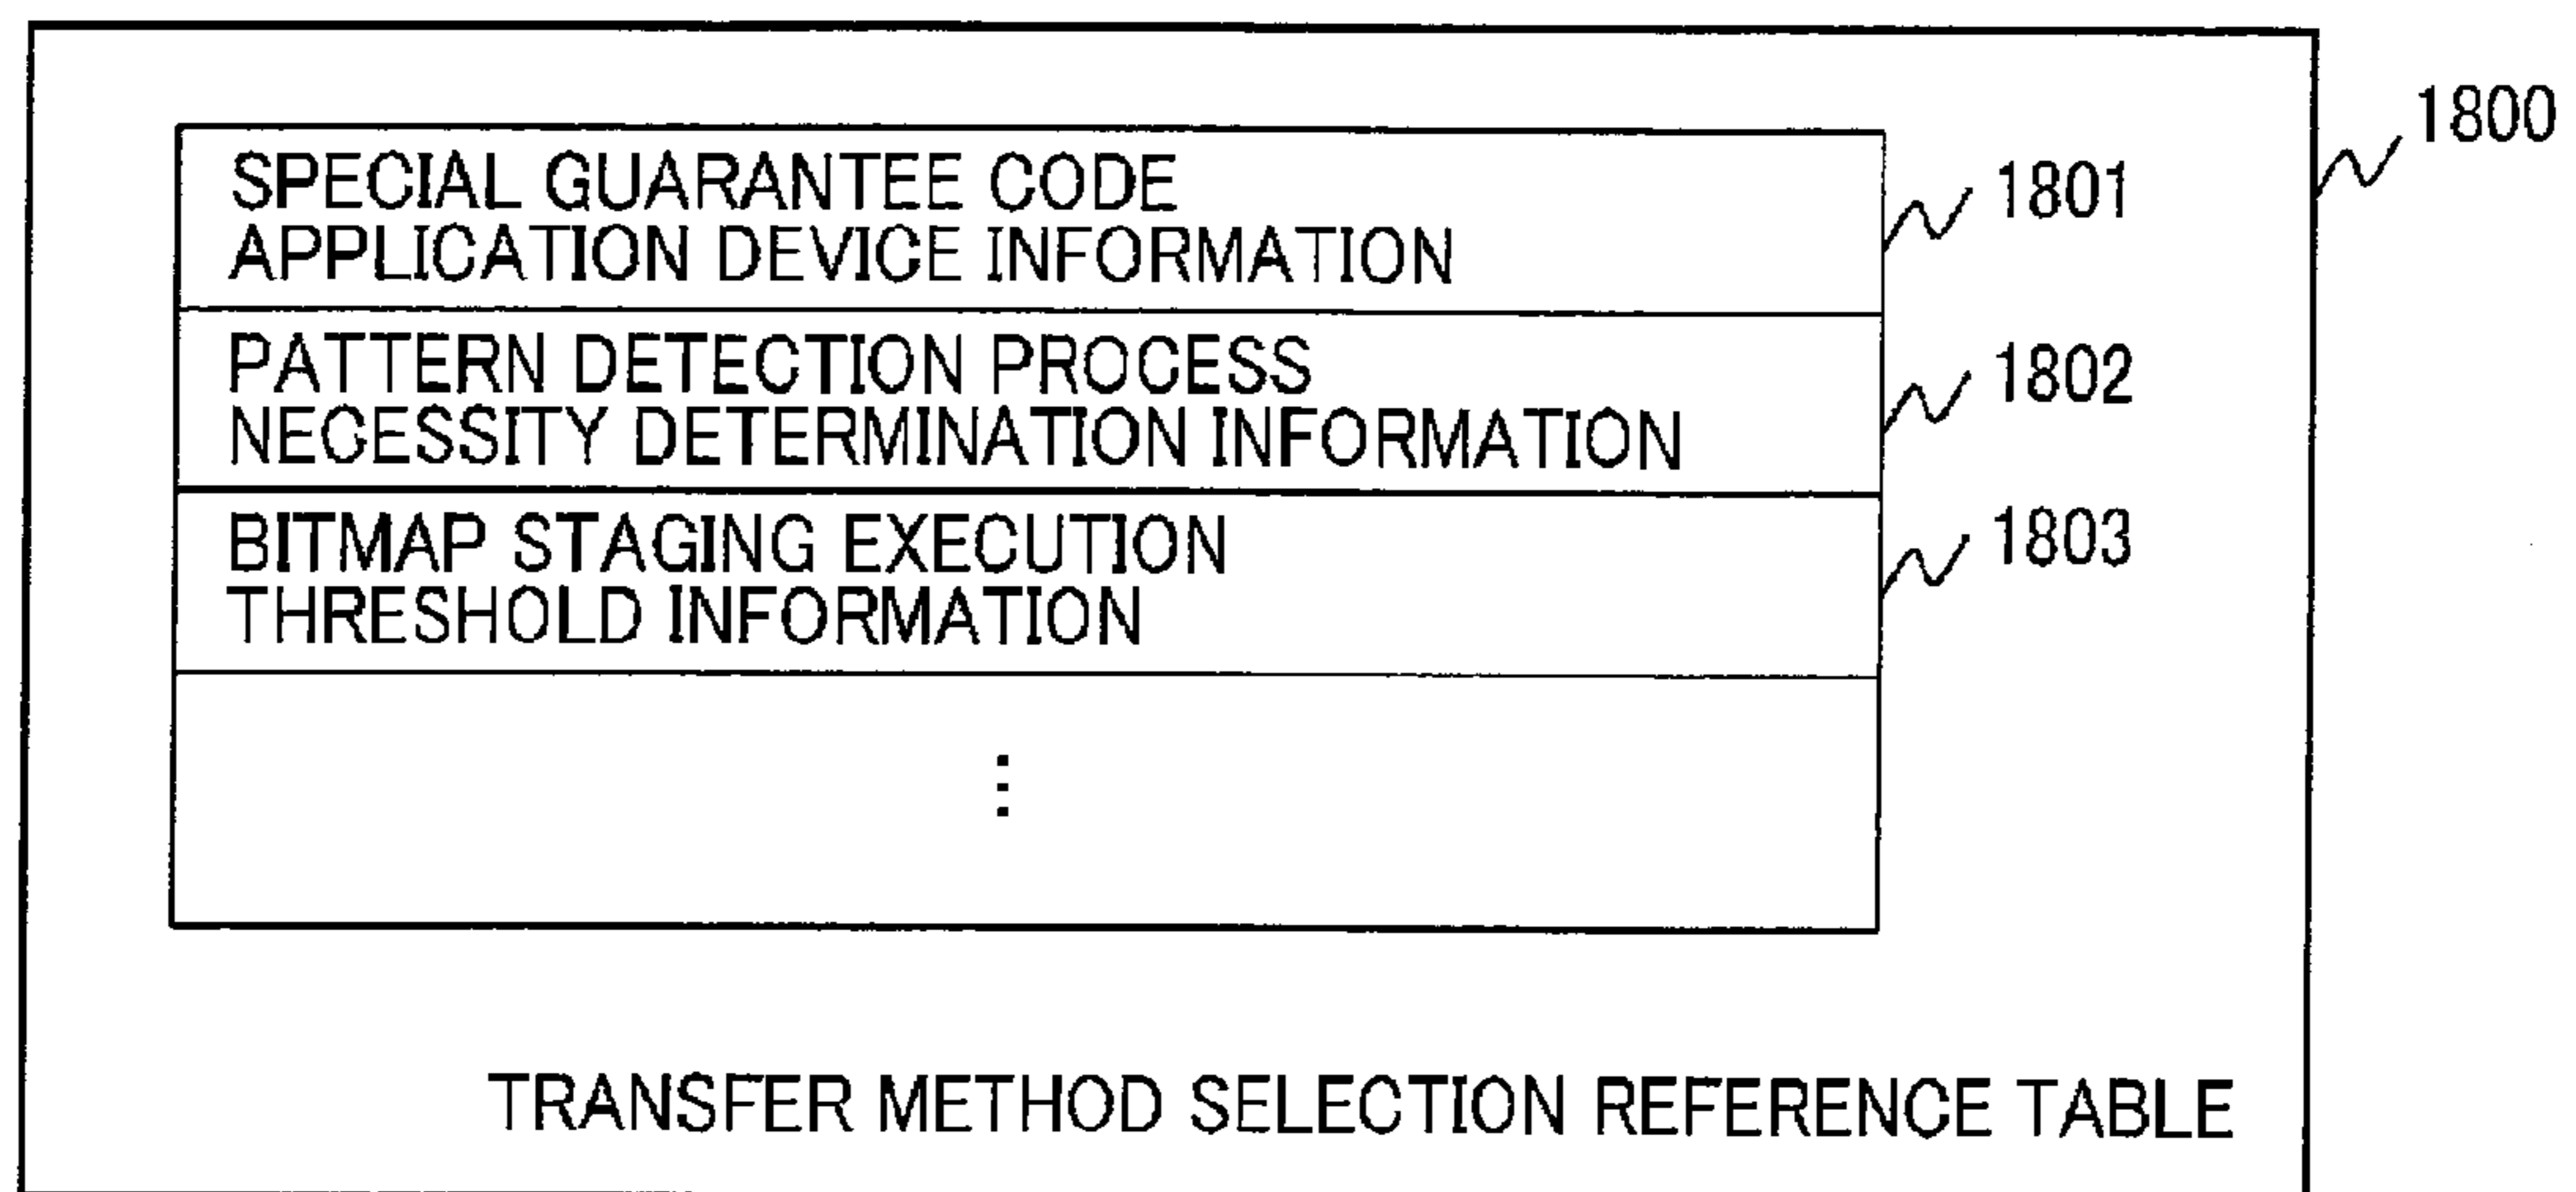 1800
SPECIAL GUARANTEE CODE
APPLICATION DEVICE INFORMATION
1801
PATTERN DETECTION PROCESS
NECESSITY DETERMINATION INFORMATION
1802
BITMAP STAGING EXECUTION
THRESHOLD INFORMATION
1803
⋮
TRANSFER METHOD SELECTION REFERENCE TABLE